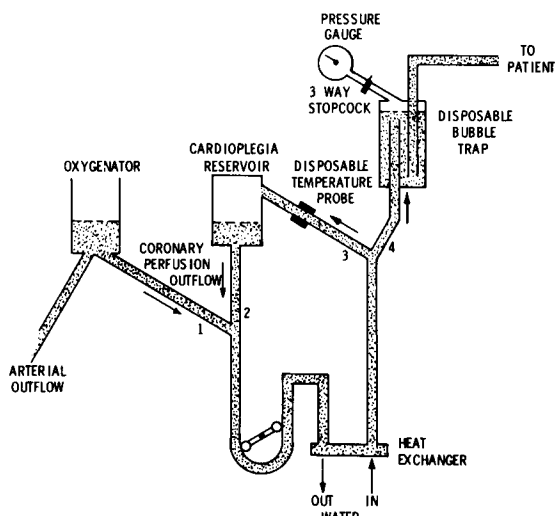 PRESSURE
GAUGE
TO
PATIENT
3 WAY
STOPCOCK
DISPOSABLE
BUBBLE
TRAP
CARDIOPLEGIA
RESERVOIR
DISPOSABLE
TEMPERATURE
PROBE
OXYGENATOR
CORONARY
PERFUSION
OUTFLOW
1
2
3
4
ARTERIAL
OUTFLOW
HEAT
EXCHANGER
OUT IN
WATER